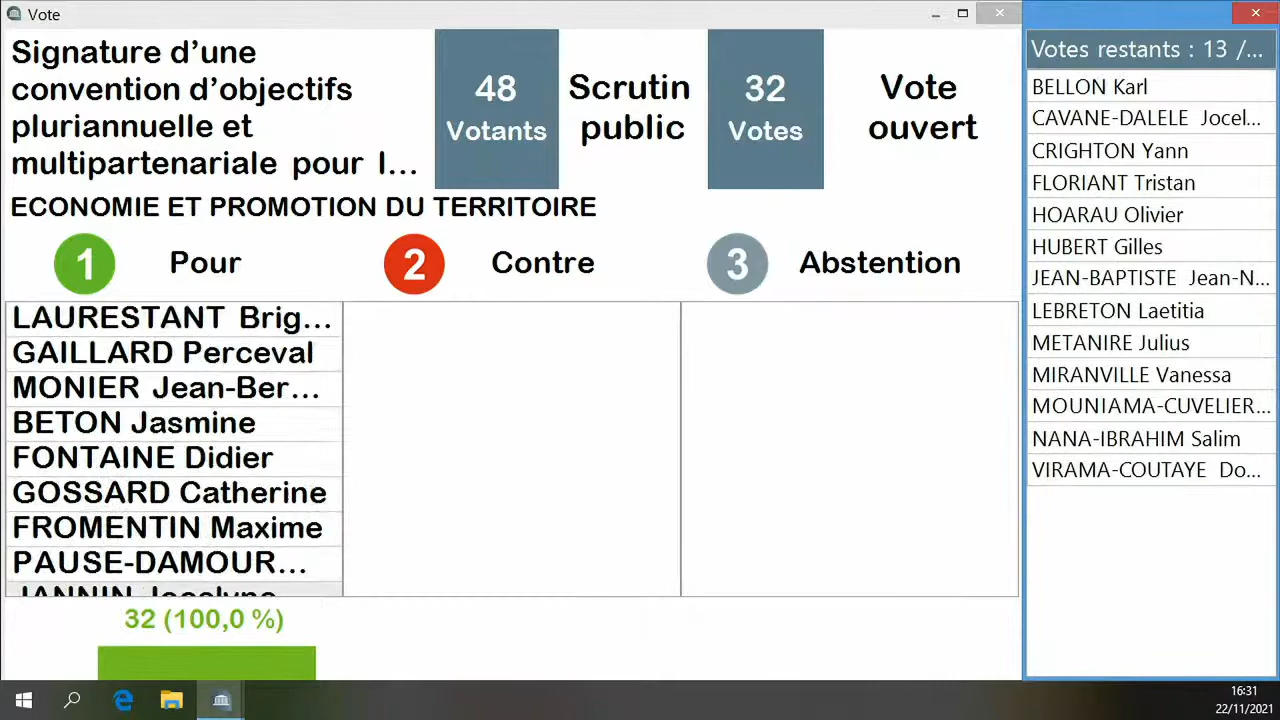 Vote
Signature d’une
convention d’objectifs
pluriannuelle et
multipartenariale pour l...
48
Votants
Scrutin
public
32
Votes
Vote
ouvert
ECONOMIE ET PROMOTION DU TERRITOIRE
1 Pour
2 Contre
3 Abstention
LAURESTANT Brig...
GAILLARD Perceval
MONIER Jean-Ber...
BETON Jasmine
FONTAINE Didier
GOSSARD Catherine
FROMENTIN Maxime
PAUSE-DAMOUR...
JANNIN Jocelyne
32 (100,0 %)
Votes restants : 13 /...
BELLON Karl
CAVANE-DALELE Jocel...
CRIGHTON Yann
FLORIANT Tristan
HOARAU Olivier
HUBERT Gilles
JEAN-BAPTISTE Jean-N...
LEBRETON Laetitia
METANIRE Julius
MIRANVILLE Vanessa
MOUNIAMA-CUVELIER...
NANA-IBRAHIM Salim
VIRAMA-COUTAYE Do...
16:31
22/11/2021